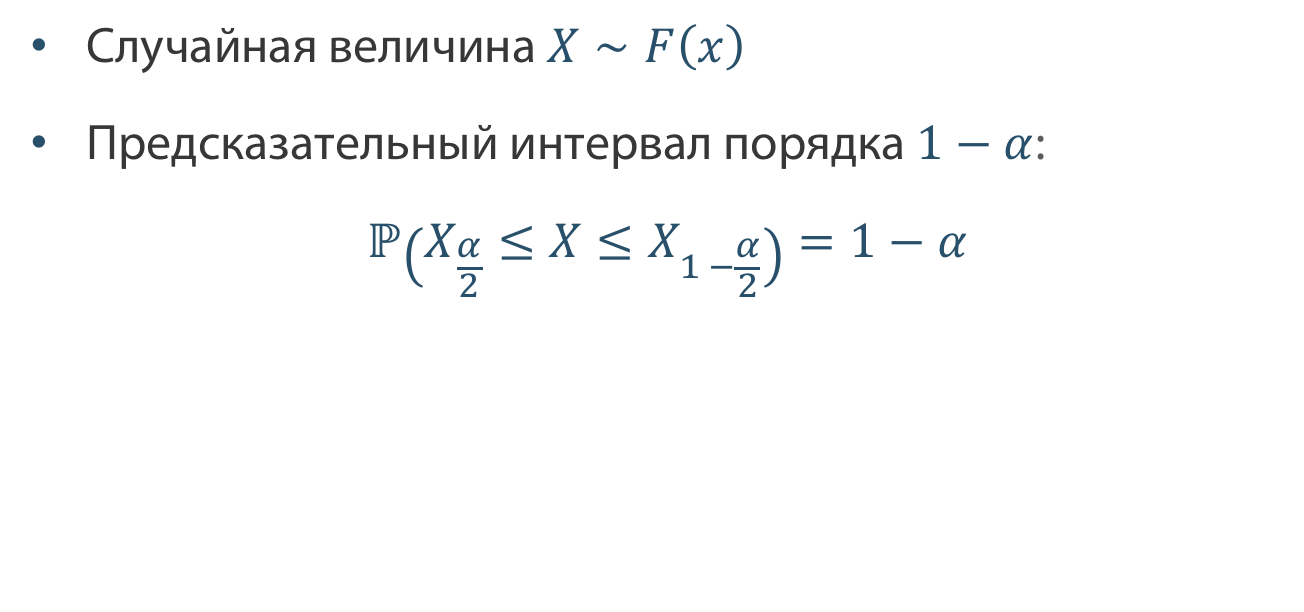 • Случайная величина X ~ F(x)
• Предсказательный интервал порядка 1 − α:
ℙ(X_{α/2} ≤ X ≤ X_{1 −α/2}) = 1 − α